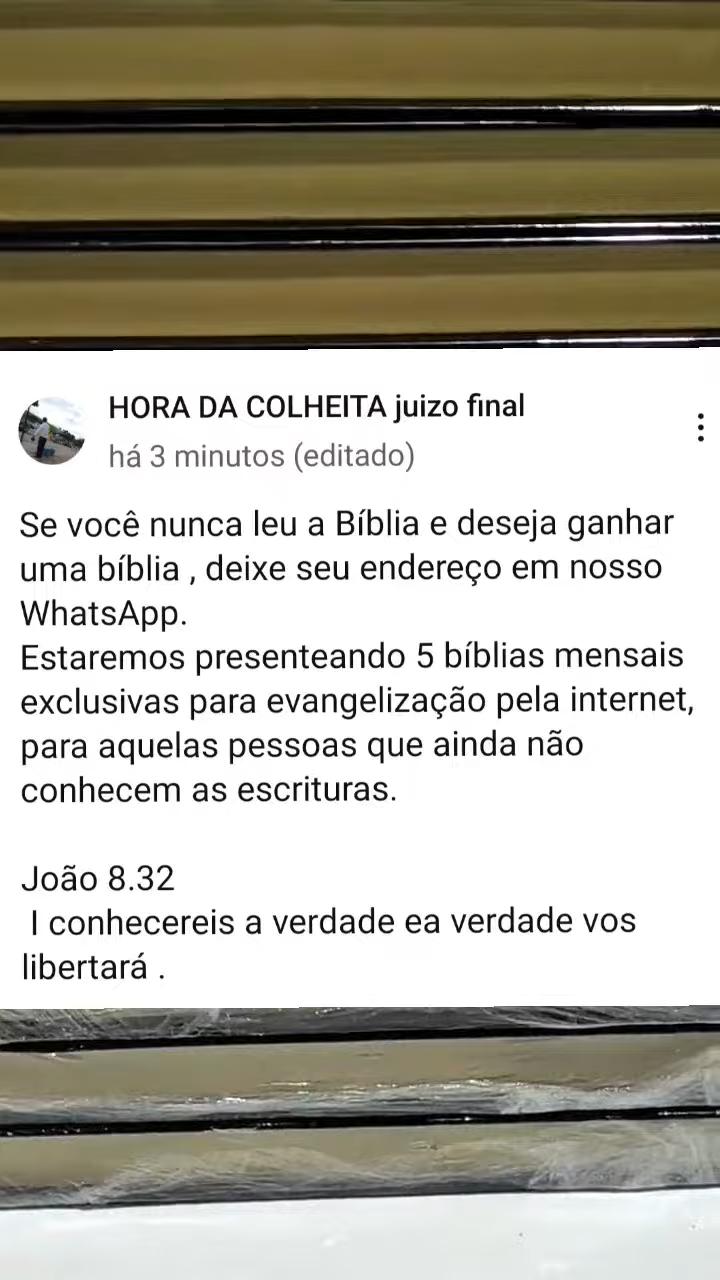 HORA DA COLHEITA juizo final
há 3 minutos (editado)
Se você nunca leu a Bíblia e deseja ganhar
uma bíblia , deixe seu endereço em nosso
WhatsApp.
Estaremos presenteando 5 bíblias mensais
exclusivas para evangelização pela internet,
para aquelas pessoas que ainda não
conhecem as escrituras.
João 8.32
I conhecereis a verdade ea verdade vos
libertará .